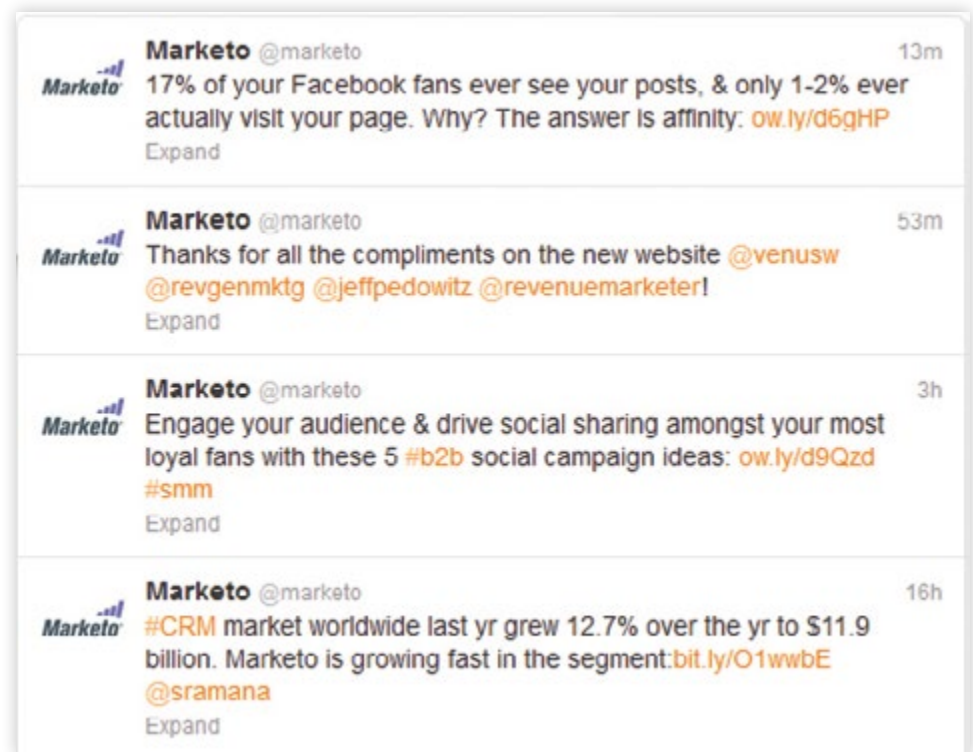 Marketo @marketo 13m
Marketo 17% of your Facebook fans ever see your posts, & only 1-2% ever
actually visit your page. Why? The answer is affinity: ow.ly/d6gHP
Expand
Marketo @marketo 53m
Marketo Thanks for all the compliments on the new website @venusw
@revgenmktg @jeffpedowitz @revenuemarketer!
Expand
Marketo @marketo 3h
Marketo Engage your audience & drive social sharing amongst your most
loyal fans with these 5 #b2b social campaign ideas: ow.ly/d9Qzd
#smm
Expand
Marketo @marketo 16h
Marketo #CRM market worldwide last yr grew 12.7% over the yr to $11.9
billion. Marketo is growing fast in the segment:bit.ly/O1wwbE
@sramana
Expand